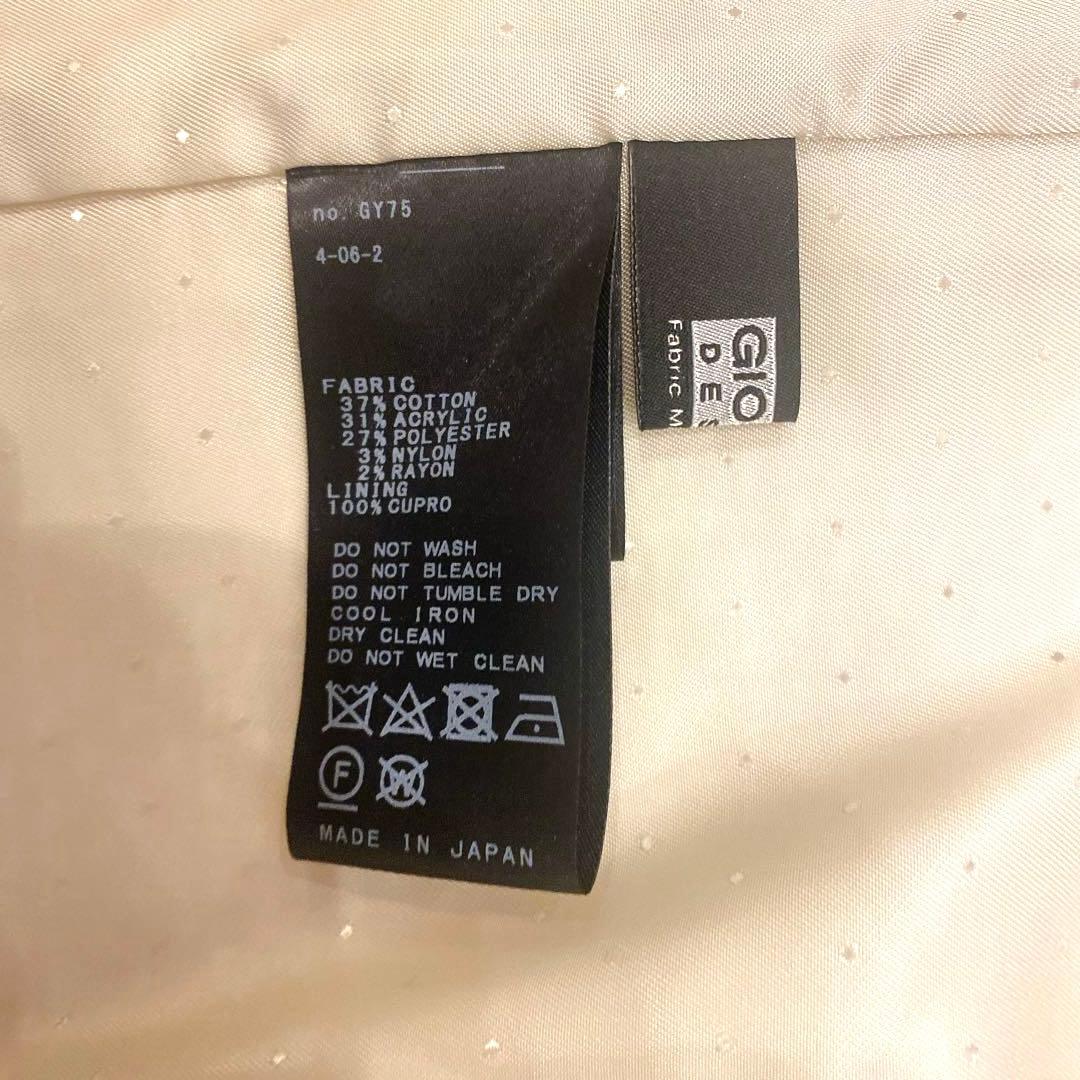 no. GY75
4-06-2
FABRIC
37% COTTON
31% ACRYLIC
27% POLYESTER
3% NYLON
2% RAYON
LINING
100% CUPRO
DO NOT WASH
DO NOT BLEACH
DO NOT TUMBLE DRY
COOL IRON
DRY CLEAN
DO NOT WET CLEAN
F W
MADE IN JAPAN
GIO
DES
Fabric M